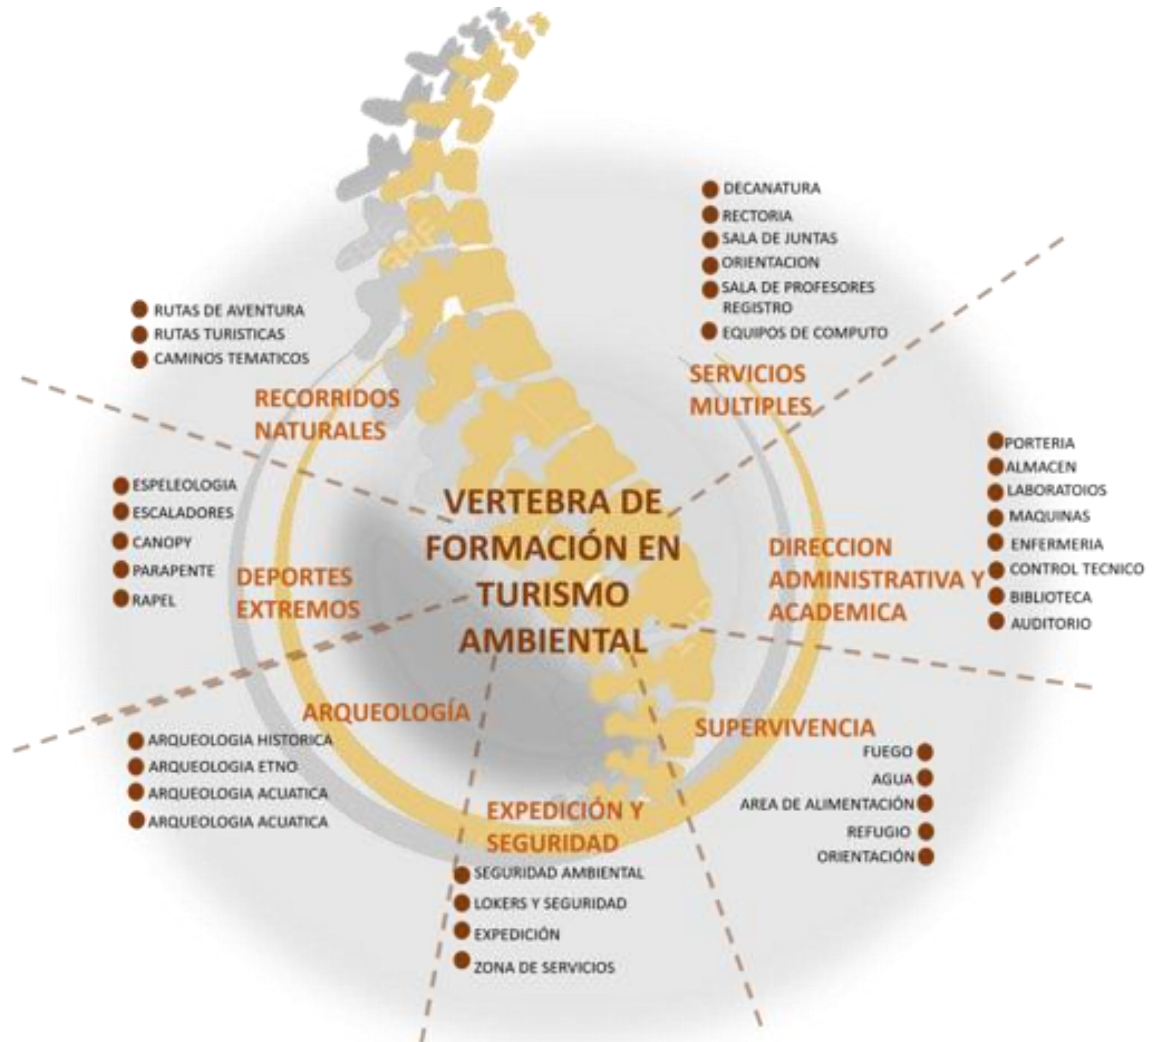 DECANATURA
RECTORIA
SALA DE JUNTAS
ORIENTACION
SALA DE PROFESORES
REGISTRO
EQUIPOS DE COMPUTO
SERVICIOS
MULTIPLES
RUTAS DE AVENTURA
RUTAS TURISTICAS
CAMINOS TEMATICOS
RECORRIDOS
NATURALES
PORTERIA
ALMACEN
LABORATOIOS
MAQUINAS
ENFERMERIA
CONTROL TECNICO
BIBLIOTECA
AUDITORIO
DIRECCION
ADMINISTRATIVA Y
ACADEMICA
ESPELEOLOGIA
ESCALADORES
CANOPY
PARAPENTE
RAPEL
DEPORTES
EXTREMOS
VERTEBRA DE
FORMACIÓN EN
TURISMO
AMBIENTAL
ARQUEOLOGÍA
ARQUEOLOGIA HISTORICA
ARQUEOLOGIA ETNO
ARQUEOLOGIA ACUATICA
ARQUEOLOGIA ACUATICA
SUPERVIVENCIA
FUEGO
AGUA
AREA DE ALIMENTACIÓN
REFUGIO
ORIENTACIÓN
EXPEDICIÓN Y
SEGURIDAD
SEGURIDAD AMBIENTAL
LOKERS Y SEGURIDAD
EXPEDICIÓN
ZONA DE SERVICIOS